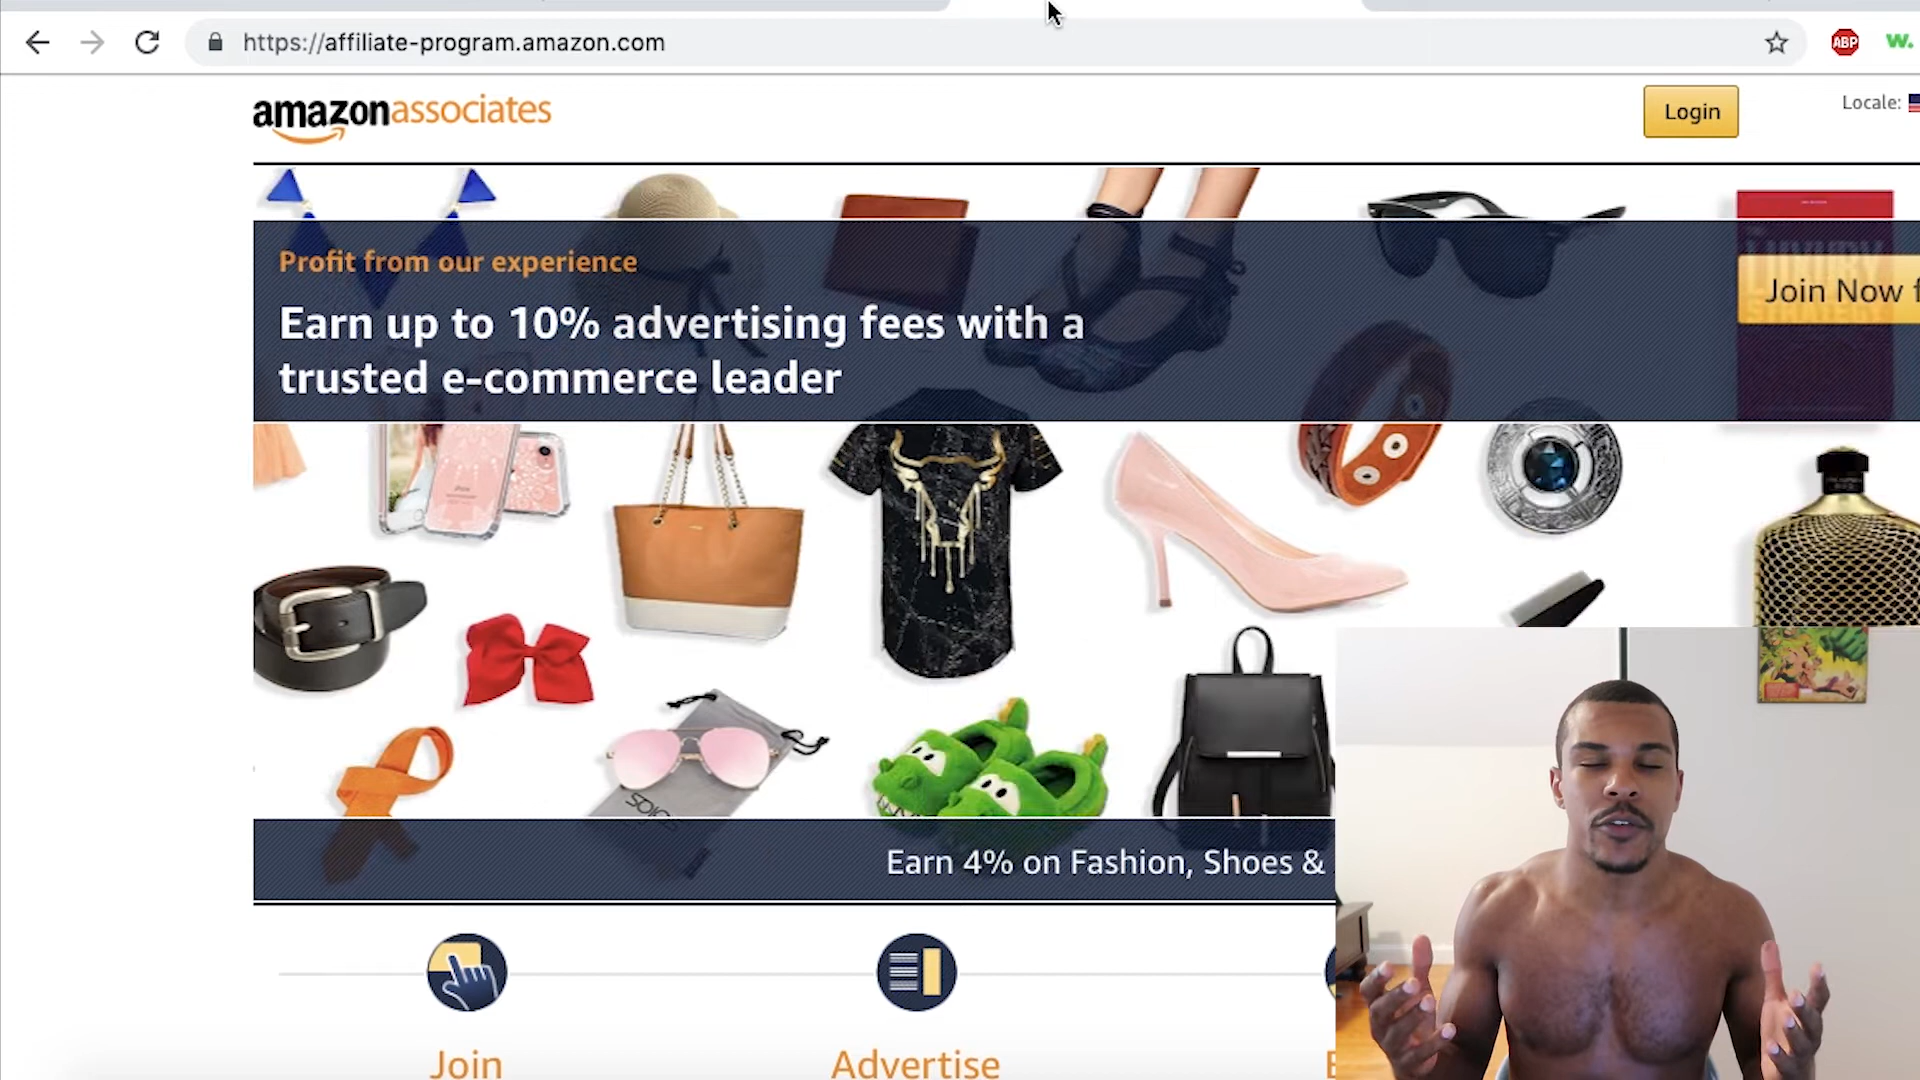 https://affiliate-program.amazon.com
ABP
w.
amazonassociates
Login
Locale:
Profit from our experience
Earn up to 10% advertising fees with a
trusted e-commerce leader
Join Now f
Earn 4% on Fashion, Shoes &
Join
Advertise